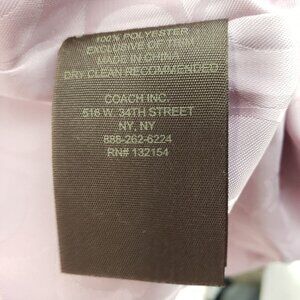 100% POLYESTER
EXCLUSIVE OF TRIM
MADE IN CHINA
DRY CLEAN RECOMMENDED
COACH INC.
516 W. 34TH STREET
NY, NY
888-262-6224
RN# 132154